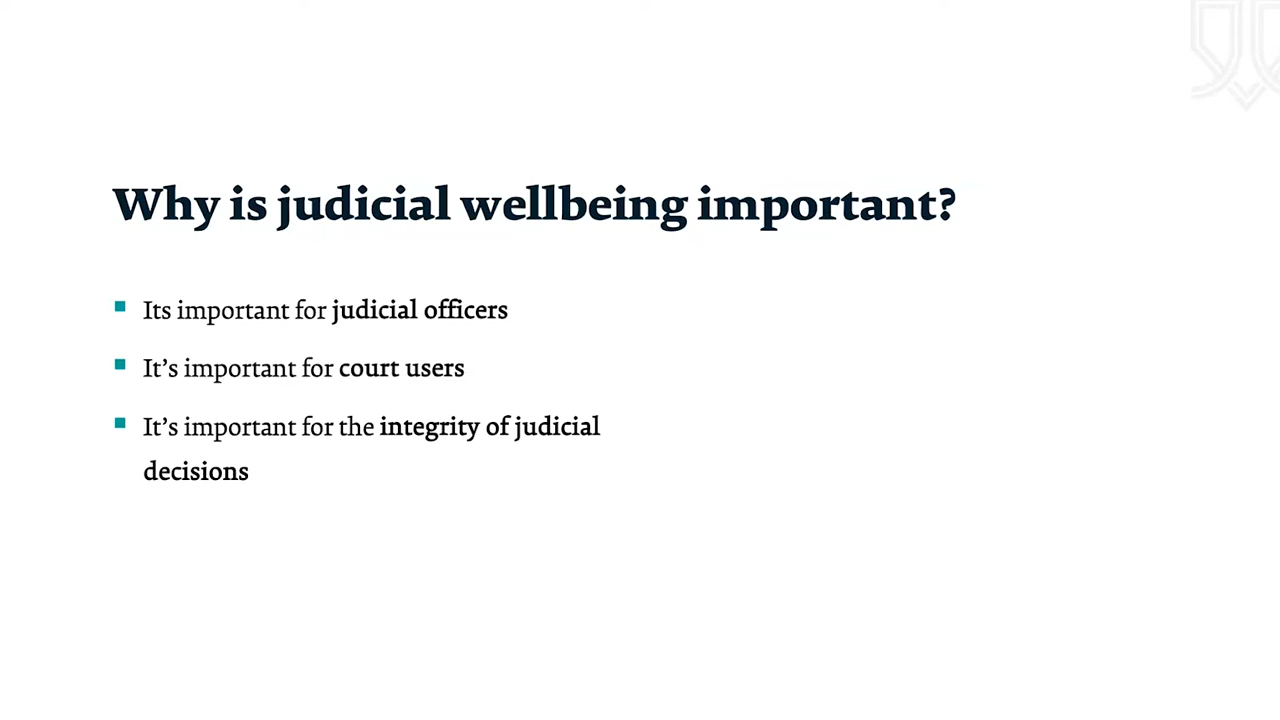 Why is judicial wellbeing important?
Its important for judicial officers
It’s important for court users
It’s important for the integrity of judicial
decisions